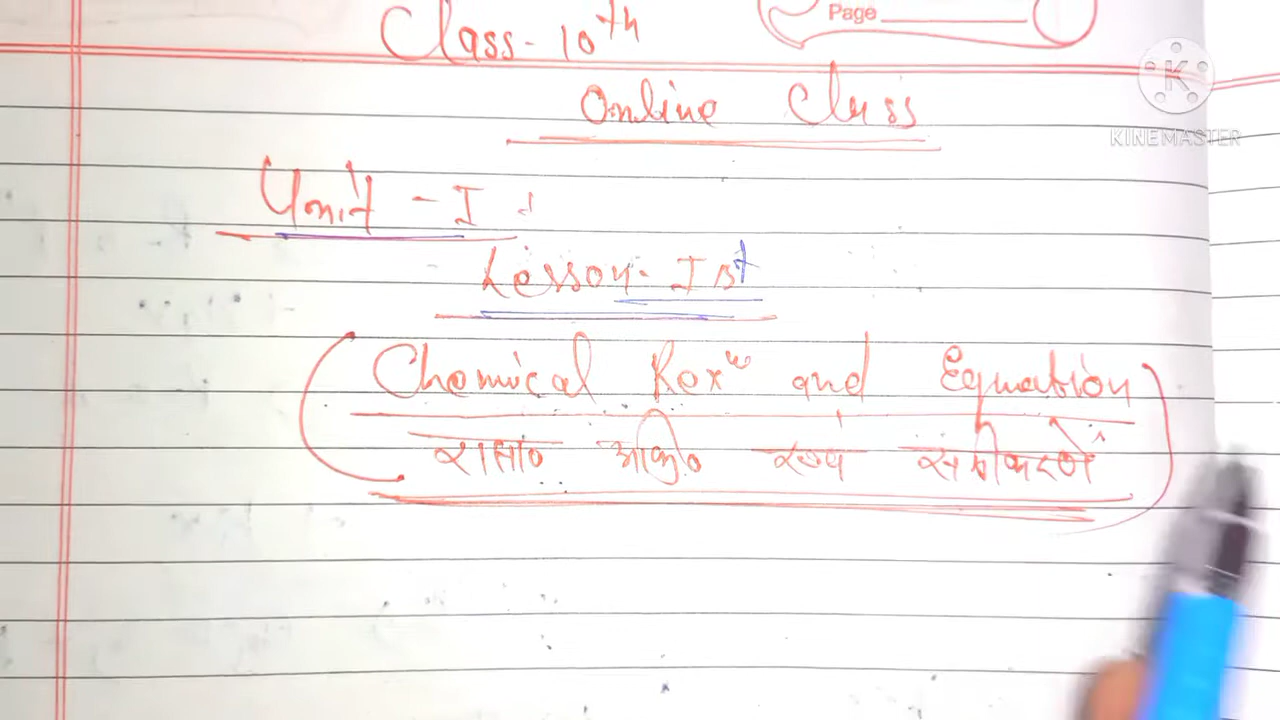 Class - 10th
Page
Online Class
KINEMASTER
Unit - I
Lesson - Ist
Chemical Rexn and Equation
रासा० अभि० एवं समीकरणें